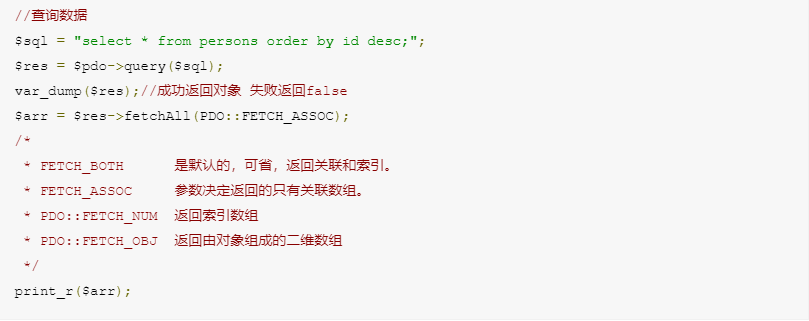 //查询数据
$sql = "select * from persons order by id desc;";
$res = $pdo->query($sql);
var_dump($res);//成功返回对象 失败返回false
$arr = $res->fetchAll(PDO::FETCH_ASSOC);
/*
 * FETCH_BOTH      是默认的，可省，返回关联和索引。
 * FETCH_ASSOC     参数决定返回的只有关联数组。
 * PDO::FETCH_NUM  返回索引数组
 * PDO::FETCH_OBJ  返回由对象组成的二维数组
 */
print_r($arr);